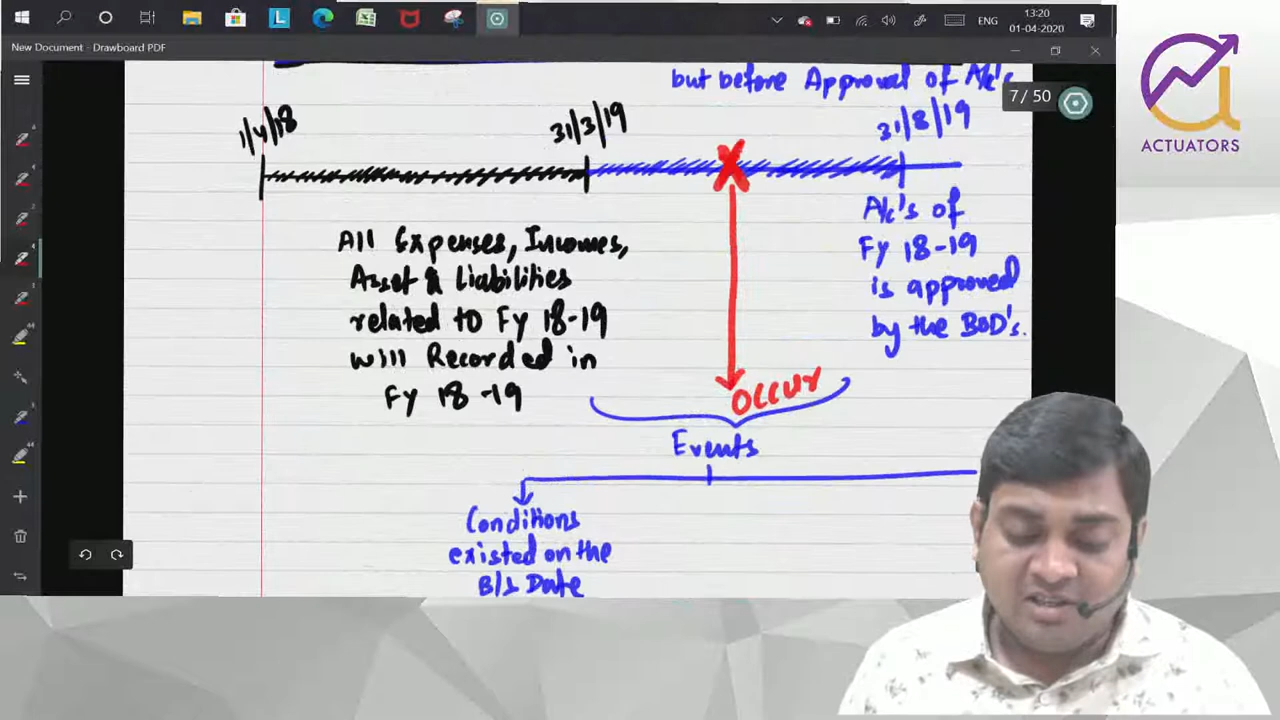 ENG
13:20
01-04-2020
New Document - Drawboard PDF
but before Approval of A/c's
7 / 50
ACTUATORS
1/4/18
31/3/19
31/8/19
All Expenses, Incomes,
Asset & Liabilities
related to Fy 18-19
will Recorded in
Fy 18-19
A/c's of
Fy 18-19
is approved
by the BOD's.
Occur
Events
Conditions
existed on the
B/s Date